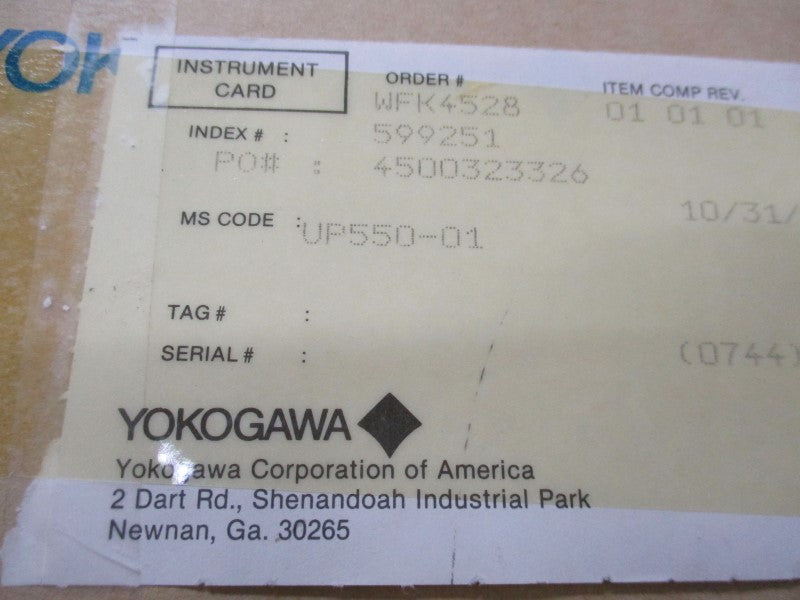 YOK
INSTRUMENT CARD
ORDER #
ITEM COMP REV.
WFK4528
01 01 01
INDEX # :
599251
PO# : 4500323326
10/31/
MS CODE :
UP550-01
TAG # :
SERIAL # :
(0744)
YOKOGAWA
Yokogawa Corporation of America
2 Dart Rd., Shenandoah Industrial Park
Newnan, Ga. 30265